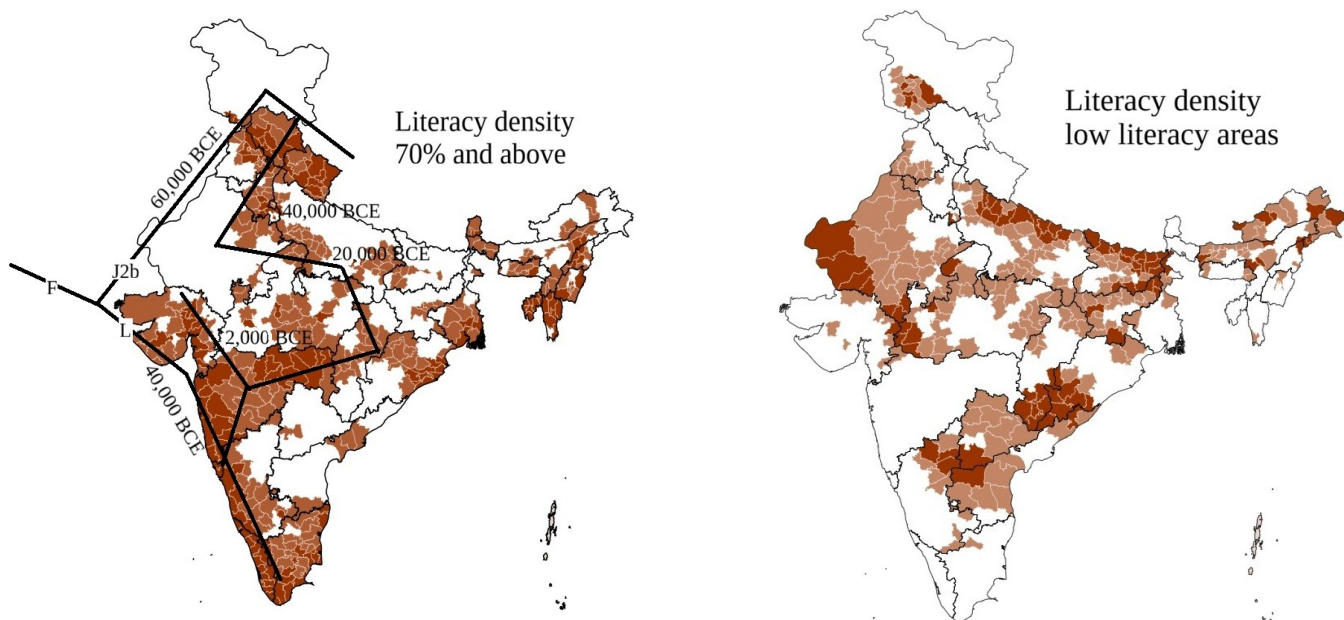 Literacy density
70% and above
60,000 BCE
40,000 BCE
20,000 BCE
J2b
F
L
2,000 BCE
40,000 BCE
Literacy density
low literacy areas